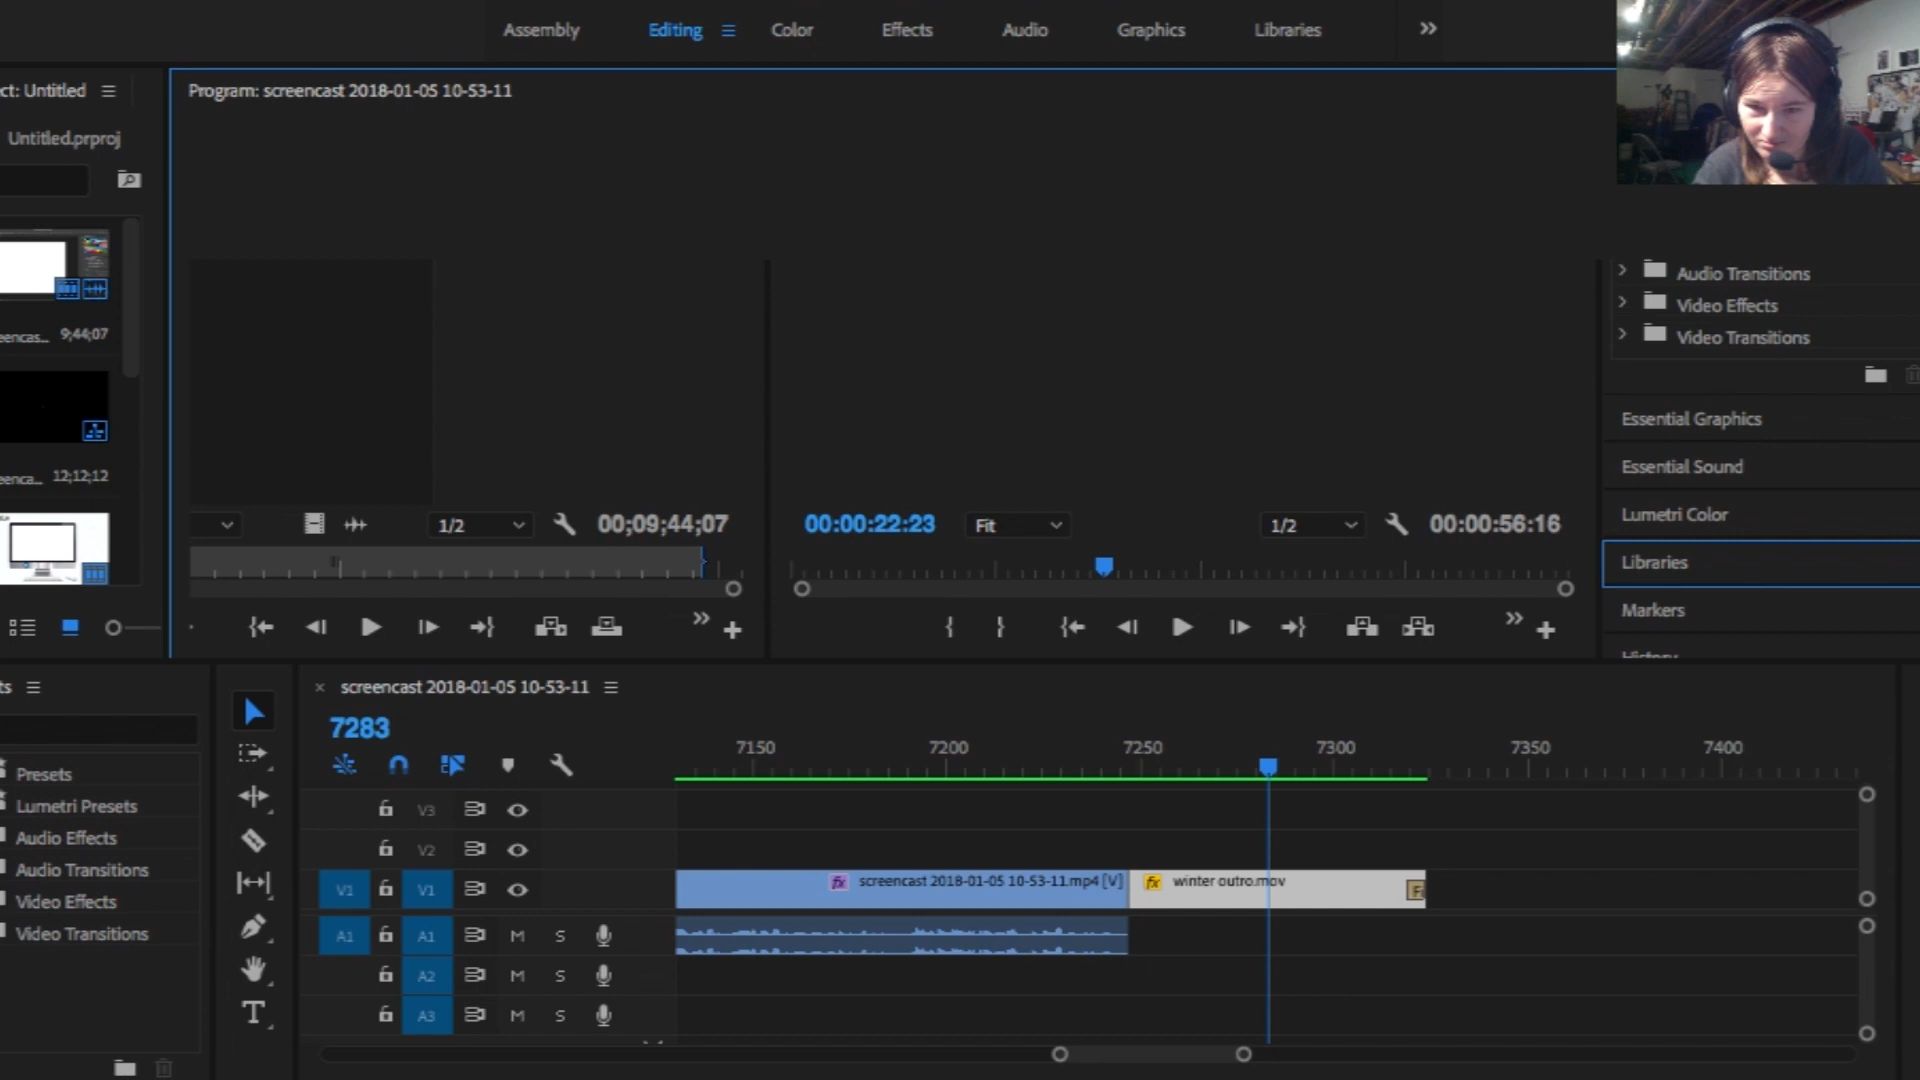 Assembly
Editing
Color
Effects
Audio
Graphics
Libraries
ct: Untitled
Program: screencast 2018-01-05 10-53-11
Untitled.prproj
9;44;07
12;12;12
Audio Transitions
Video Effects
Video Transitions
Essential Graphics
Essential Sound
Lumetri Color
Libraries
Markers
History
1/2
00;09;44;07
00:00:22:23
Fit
1/2
00:00:56:16
ts
screencast 2018-01-05 10-53-11
7283
7150
7200
7250
7300
7350
7400
Presets
Lumetri Presets
Audio Effects
Audio Transitions
Video Effects
Video Transitions
V3
V2
V1
V1
screencast 2018-01-05 10-53-11.mp4 [V]
winter outro.mov
A1
A1
M
S
A2
M
S
A3
M
S